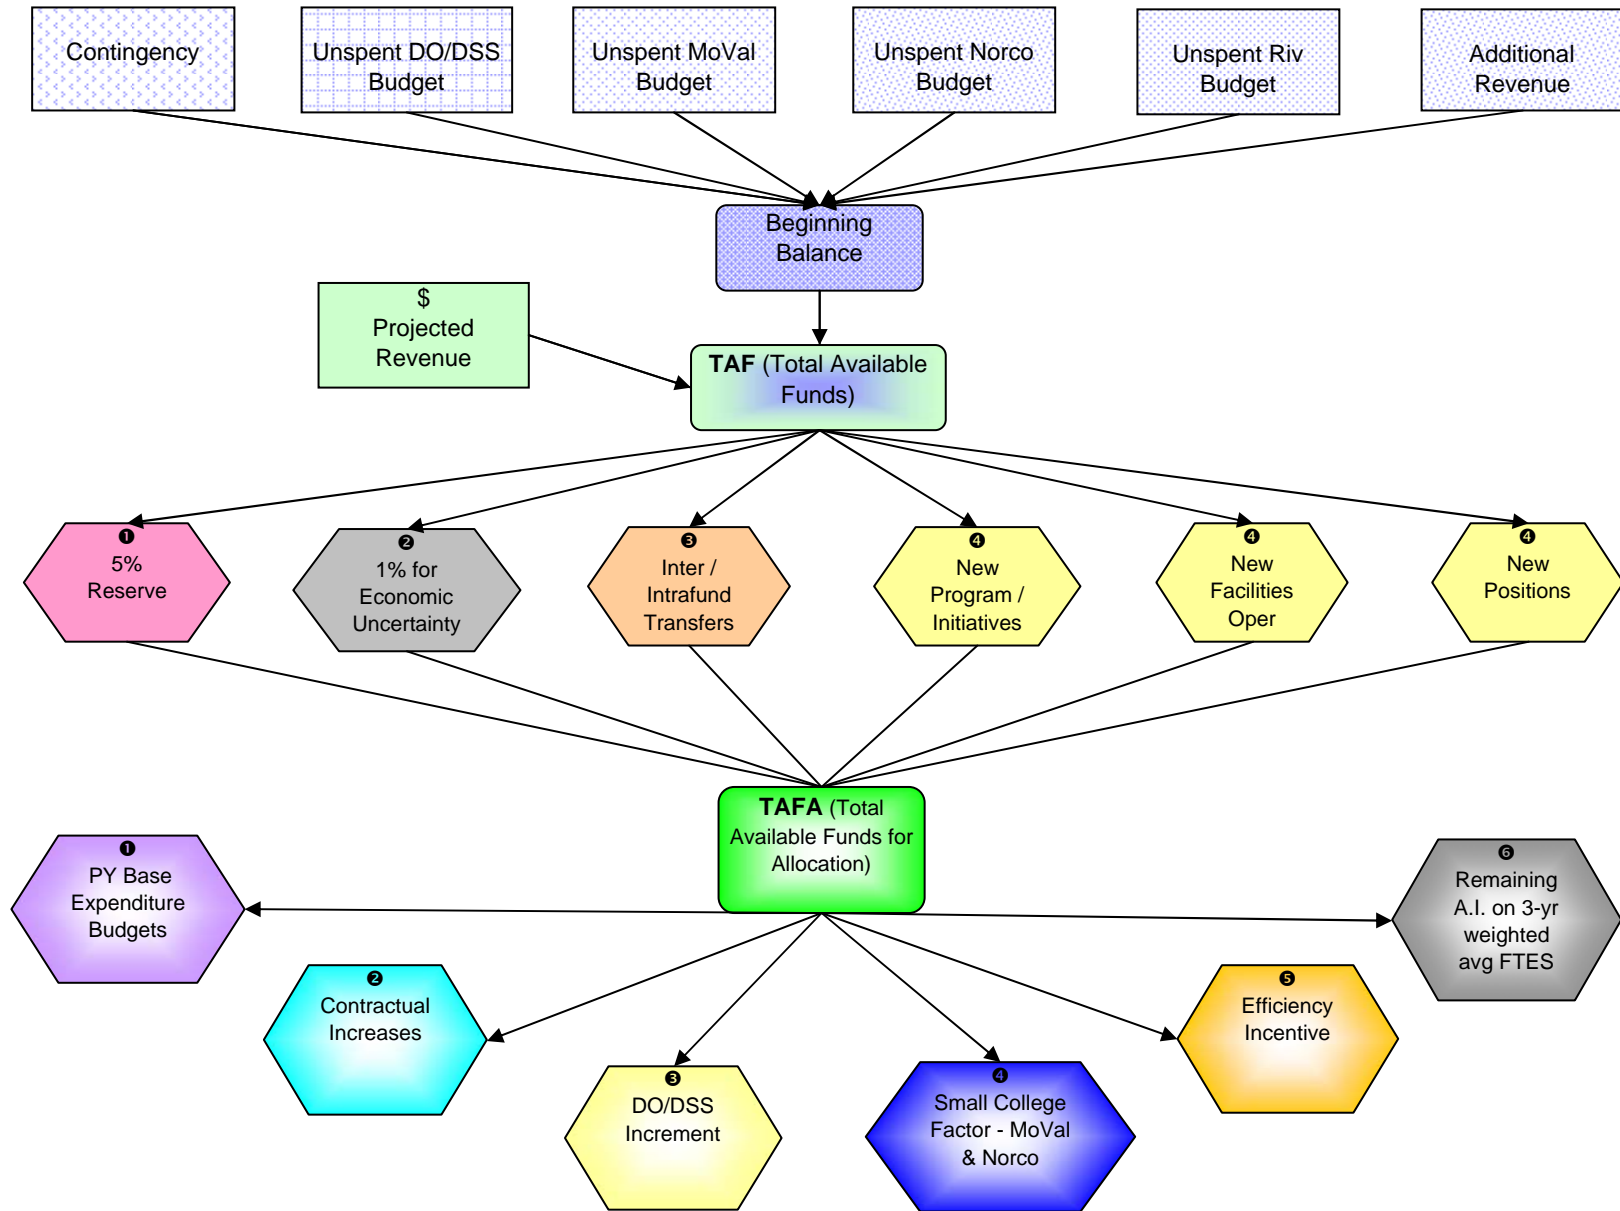 Contingency
Unspent DO/DSS
Budget
Unspent MoVal
Budget
Unspent Norco
Budget
Unspent Riv
Budget
Additional
Revenue
Beginning
Balance
$
Projected
Revenue
TAF (Total Available
Funds)
❶
5%
Reserve
❷
1% for
Economic
Uncertainty
❸
Inter /
Intrafund
Transfers
❹
New
Program /
Initiatives
❹
New
Facilities
Oper
❹
New
Positions
TAFA (Total
Available Funds for
Allocation)
❶
PY Base
Expenditure
Budgets
❷
Contractual
Increases
❸
DO/DSS
Increment
❹
Small College
Factor - MoVal
& Norco
❺
Efficiency
Incentive
❻
Remaining
A.I. on 3-yr
weighted
avg FTES